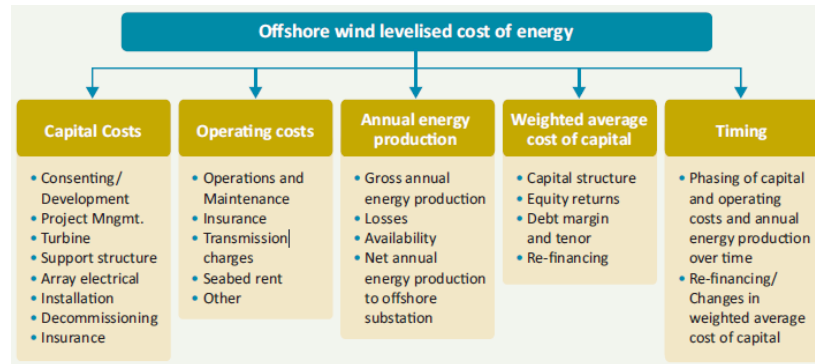 Offshore wind levelised cost of energy
Capital Costs
• Consenting/
Development
• Project Mngmt.
• Turbine
• Support structure
• Array electrical
• Installation
• Decommissioning
• Insurance
Operating costs
• Operations and
Maintenance
• Insurance
• Transmission
charges
• Seabed rent
• Other
Annual energy
production
• Gross annual
energy production
• Losses
• Availability
• Net annual
energy production
to offshore
substation
Weighted average
cost of capital
• Capital structure
• Equity returns
• Debt margin
and tenor
• Re-financing
Timing
• Phasing of capital
and operating
costs and annual
energy production
over time
• Re-financing/
Changes in
weighted average
cost of capital